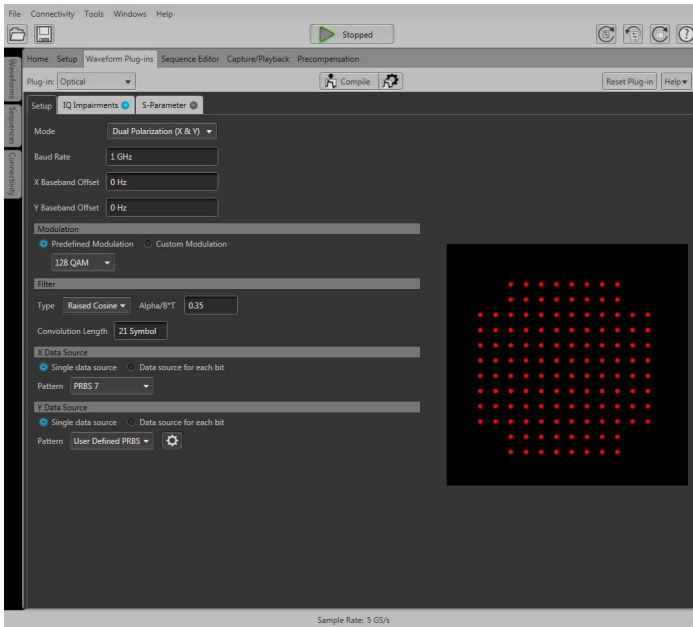 File Connectivity Tools Windows Help
Stopped
Home Setup Waveform Plug-ins Sequence Editor Capture/Playback Precompensation
Waveforms
Sequences
Connectivity
Plug-in: Optical Compile Reset Plug-in Help
Setup IQ Impairments S-Parameter
Mode Dual Polarization (X & Y)
Baud Rate 1 GHz
X Baseband Offset 0 Hz
Y Baseband Offset 0 Hz
Modulation
Predefined Modulation Custom Modulation
128 QAM
Filter
Type Raised Cosine Alpha/B*T 0.35
Convolution Length 21 Symbol
X Data Source
Single data source Data source for each bit
Pattern PRBS 7
Y Data Source
Single data source Data source for each bit
Pattern User Defined PRBS
Sample Rate: 5 GS/s